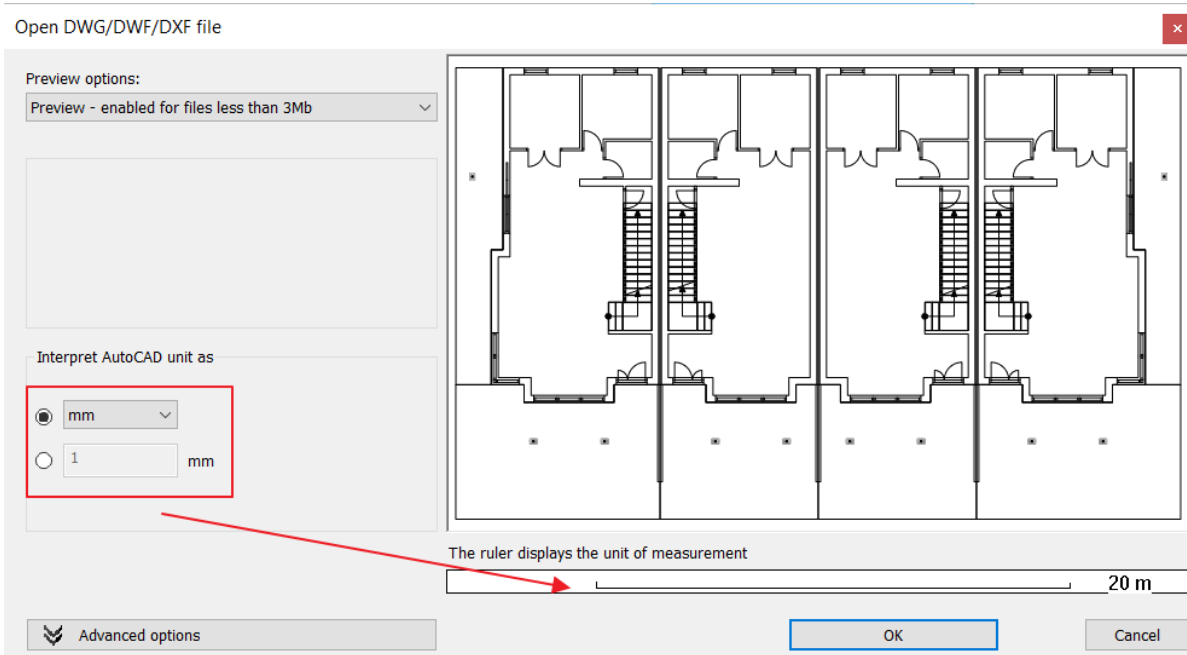 Open DWG/DWF/DXF file
Preview options:
Preview - enabled for files less than 3Mb
Interpret AutoCAD unit as
mm
1 mm
The ruler displays the unit of measurement
20 m
Advanced options
OK
Cancel